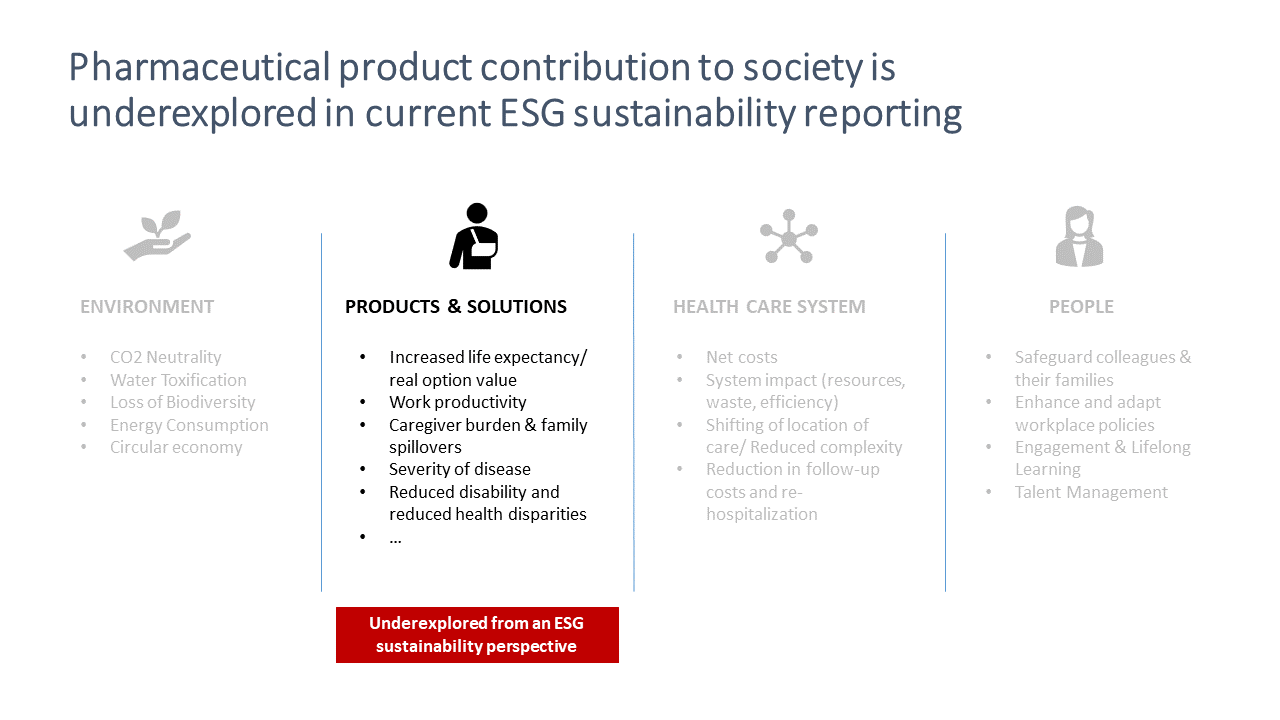 Pharmaceutical product contribution to society is
underexplored in current ESG sustainability reporting
ENVIRONMENT
• CO2 Neutrality
• Water Toxification
• Loss of Biodiversity
• Energy Consumption
• Circular economy
PRODUCTS & SOLUTIONS
• Increased life expectancy/
real option value
• Work productivity
• Caregiver burden & family
spillovers
• Severity of disease
• Reduced disability and
reduced health disparities
• ...
Underexplored from an ESG
sustainability perspective
HEALTH CARE SYSTEM
• Net costs
• System impact (resources,
waste, efficiency)
• Shifting of location of
care/ Reduced complexity
• Reduction in follow-up
costs and re-
hospitalization
PEOPLE
• Safeguard colleagues &
their families
• Enhance and adapt
workplace policies
• Engagement & Lifelong
Learning
• Talent Management